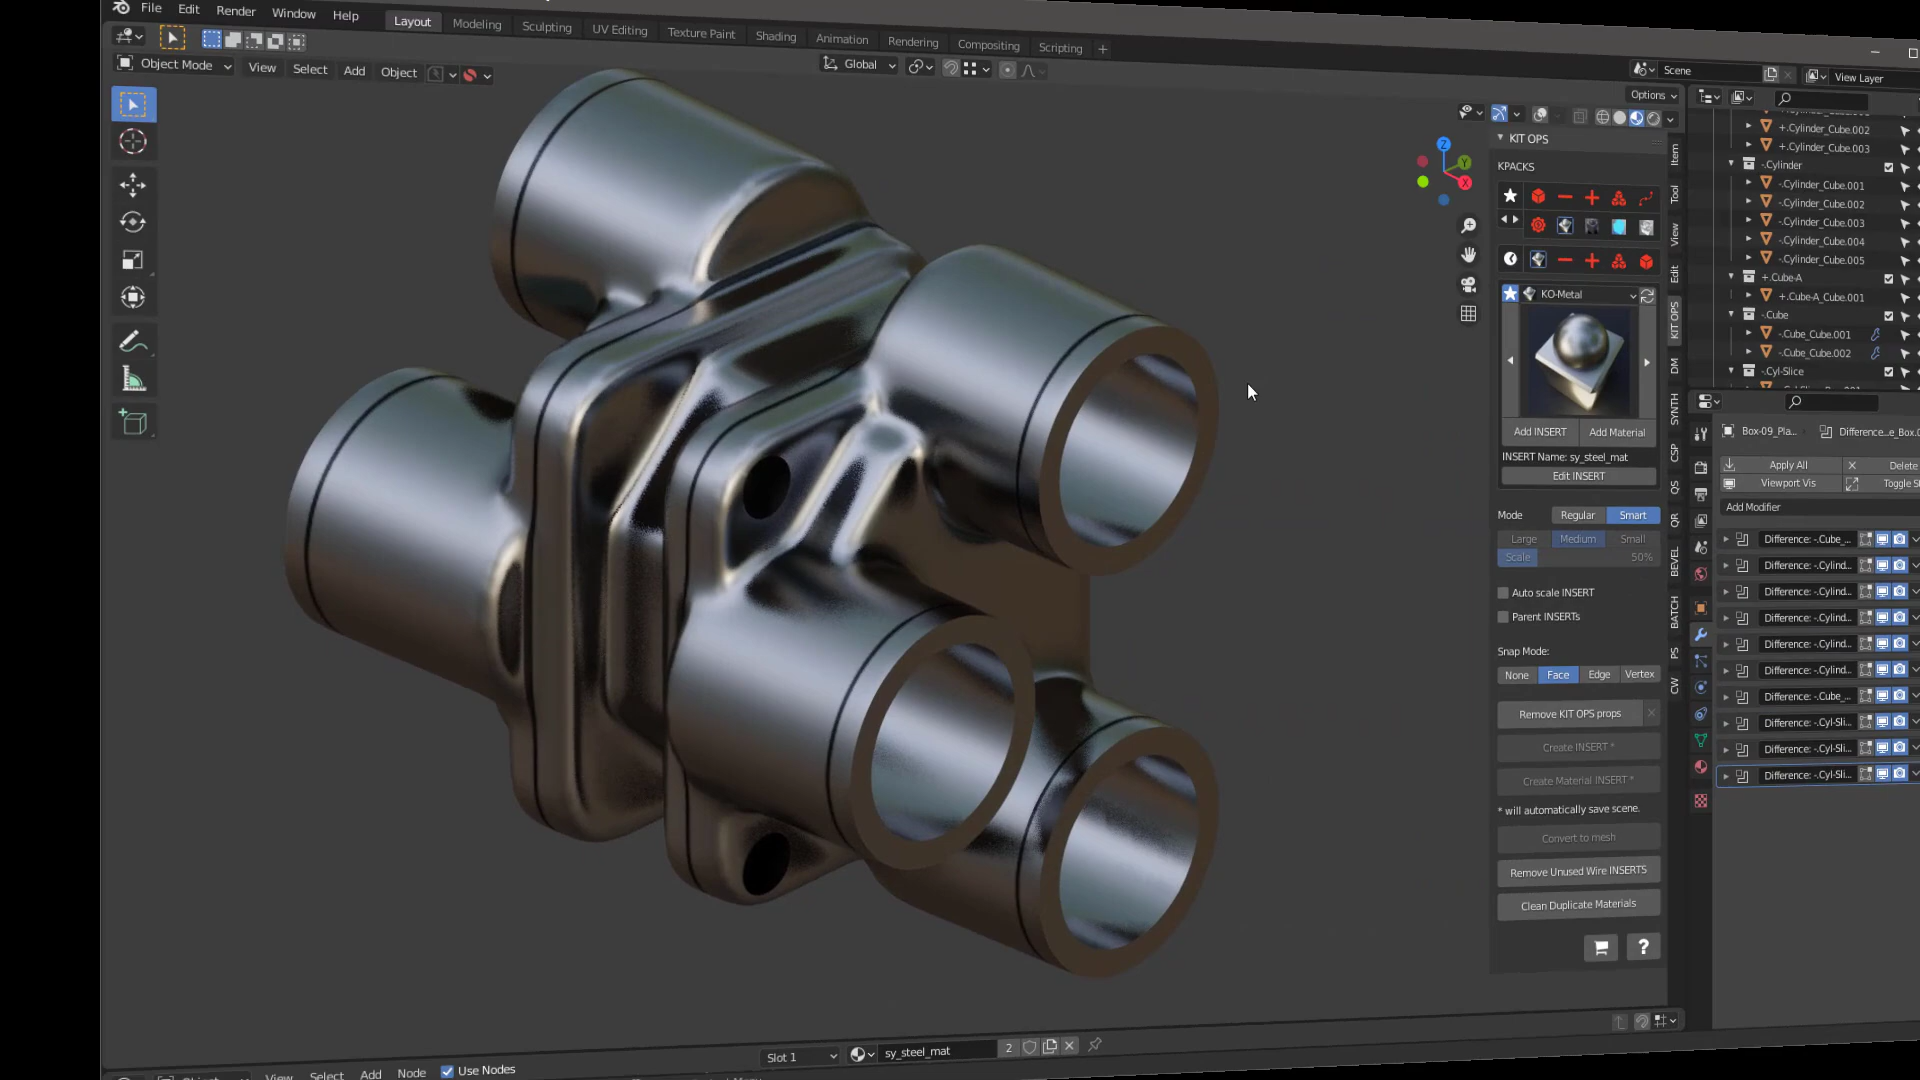 File Edit Render Window Help Layout Modeling Sculpting UV Editing Texture Paint Shading Animation Rendering Compositing Scripting +
Scene View Layer
Object Mode View Select Add Object Global
Options
KIT OPS
KPACKS
KO-Metal
Add INSERT Add Material
INSERT Name: sy_steel_mat
Edit INSERT
Mode Regular Smart
Large Medium Small
Scale 50%
Auto scale INSERT
Parent INSERTs
Snap Mode:
None Face Edge Vertex
Remove KIT OPS props
Create INSERT *
Create Material INSERT *
* will automatically save scene.
Convert to mesh
Remove Unused Wire INSERTS
Clean Duplicate Materials
?
Z
Y
X
Item
Tool
View
Edit
KIT OPS
DM
SYNTH
CSP
QS
QR
BEVEL
BATCH
PS
CW
+.Cylinder_Cube.002
+.Cylinder_Cube.003
-.Cylinder
-.Cylinder_Cube.001
-.Cylinder_Cube.002
-.Cylinder_Cube.003
-.Cylinder_Cube.004
-.Cylinder_Cube.005
+.Cube-A
+.Cube-A_Cube.001
-.Cube
-.Cube_Cube.001
-.Cube_Cube.002
-.Cyl-Slice
Box-09_Pla... Difference...e_Box.0
Apply All Delete
Viewport Vis Toggle S
Add Modifier
Difference: -.Cube_...
Difference: -.Cylind...
Difference: -.Cylind...
Difference: -.Cylind...
Difference: -.Cylind...
Difference: -.Cylind...
Difference: -.Cube_...
Difference: -.Cyl-Sli...
Difference: -.Cyl-Sli...
Difference: -.Cyl-Sli...
Slot 1 sy_steel_mat 2
View Select Add Node Use Nodes